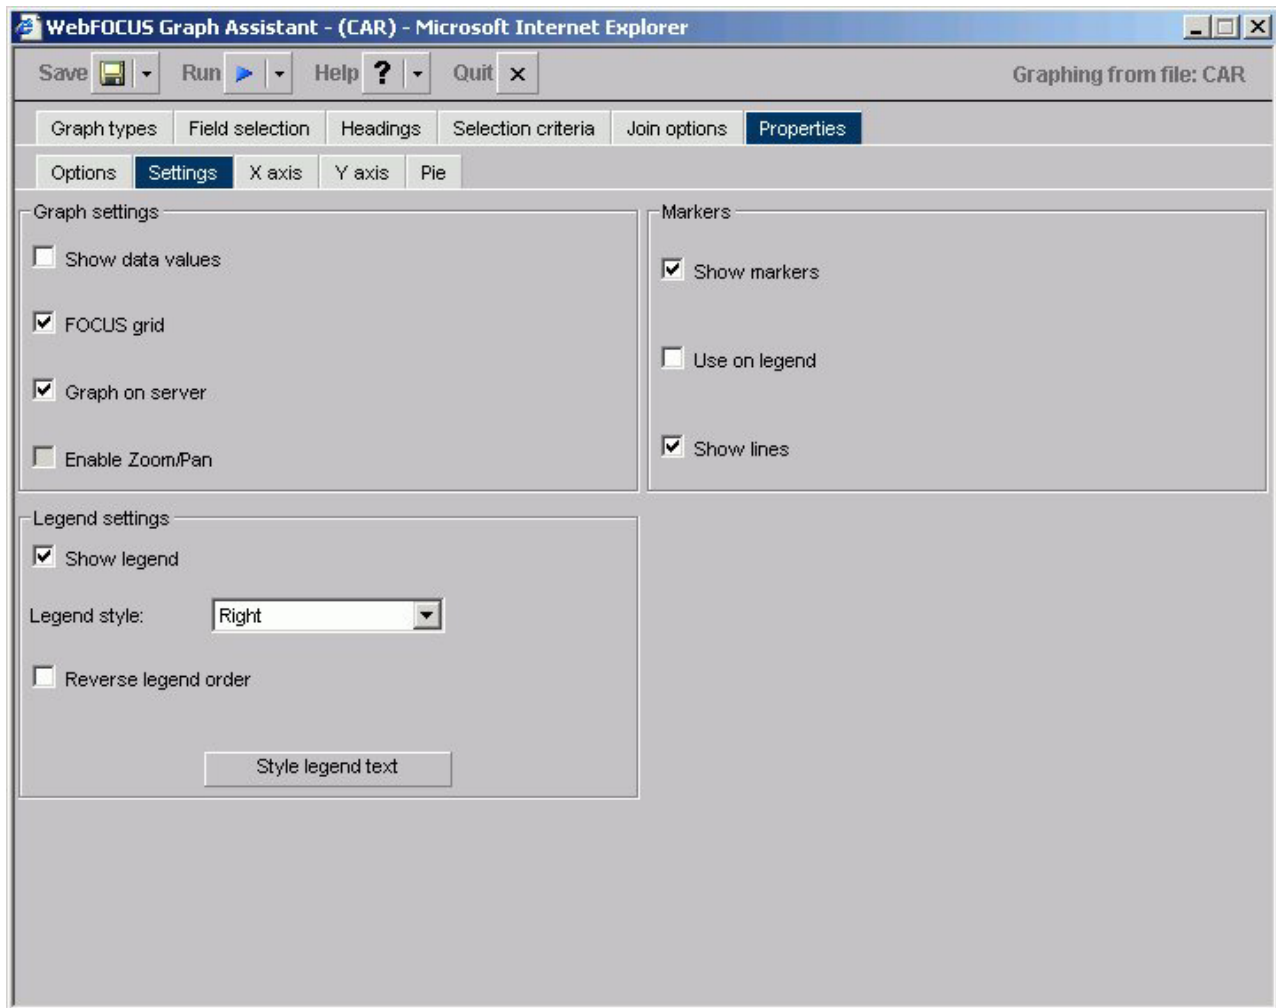 WebFOCUS Graph Assistant - (CAR) - Microsoft Internet Explorer
Save Run Help ? Quit x Graphing from file: CAR
Graph types Field selection Headings Selection criteria Join options Properties
Options Settings X axis Y axis Pie
Graph settings
Show data values
FOCUS grid
Graph on server
Enable Zoom/Pan
Markers
Show markers
Use on legend
Show lines
Legend settings
Show legend
Legend style: Right
Reverse legend order
Style legend text